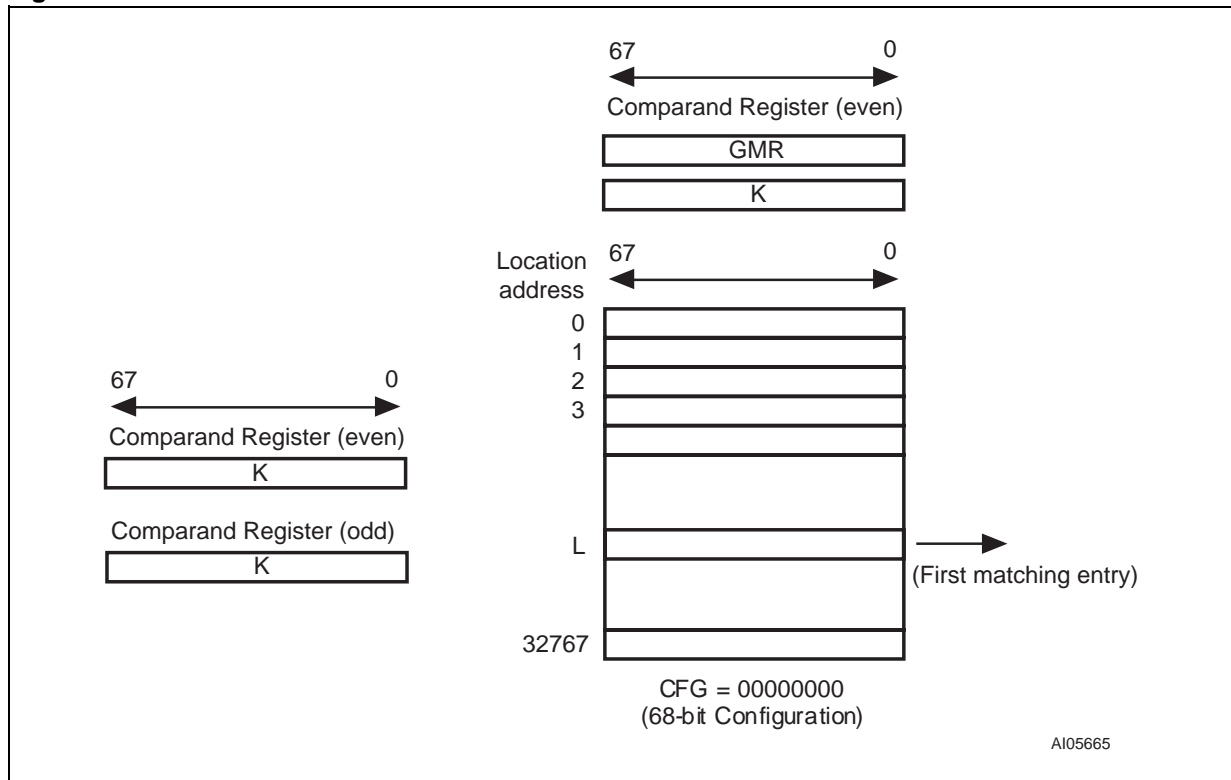 67 0
Comparand Register (even)
GMR
K
Location
address
67 0
0
1
2
3
67 0
Comparand Register (even)
K
Comparand Register (odd)
K
L
(First matching entry)
32767
CFG = 00000000
(68-bit Configuration)
AI05665